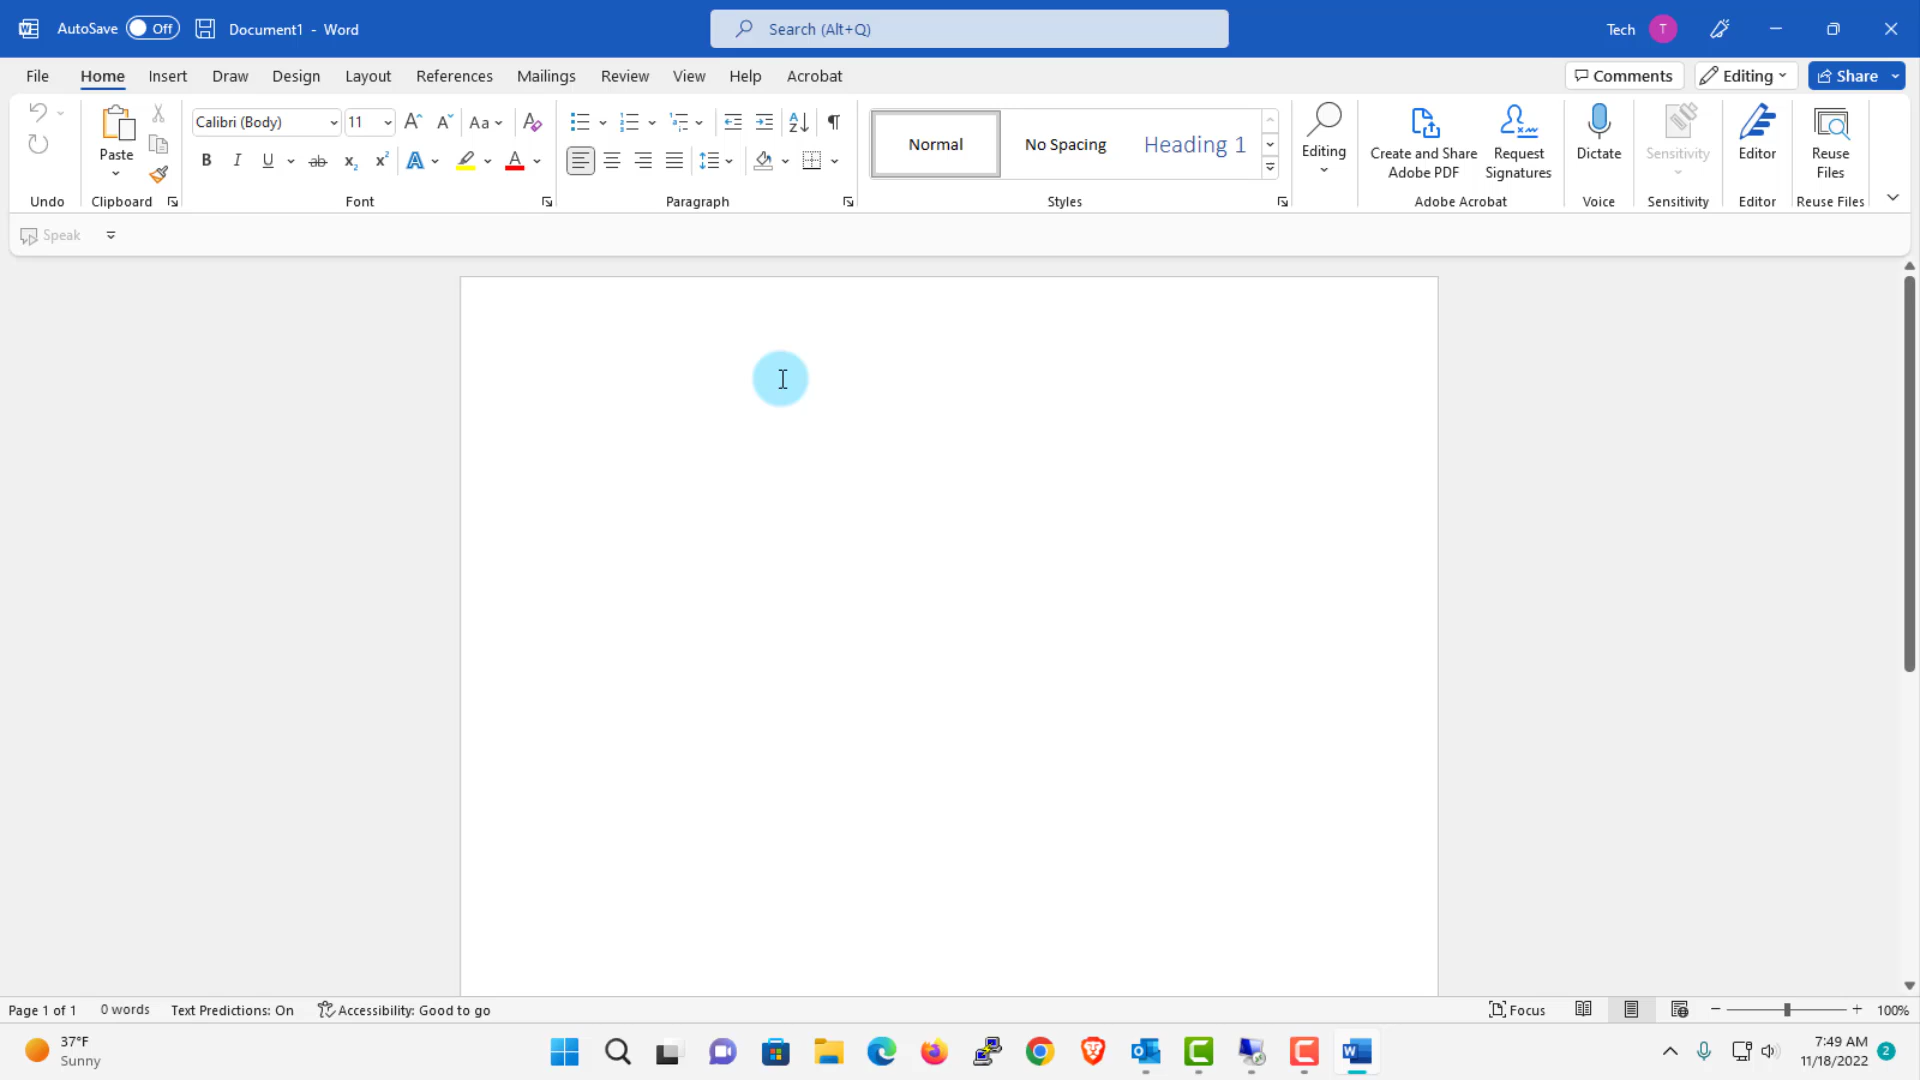 AutoSave Off Document1 - Word Search (Alt+Q) Tech T
File Home Insert Draw Design Layout References Mailings Review View Help Acrobat Comments Editing Share
Paste Calibri (Body) 11 Aa Normal No Spacing Heading 1 Editing Create and Share Adobe PDF Request Signatures Dictate Sensitivity Editor Reuse Files
Undo Clipboard Font Paragraph Styles Adobe Acrobat Voice Sensitivity Editor Reuse Files
Speak
Page 1 of 1 0 words Text Predictions: On Accessibility: Good to go Focus 100%
37°F
Sunny
7:49 AM
11/18/2022 2